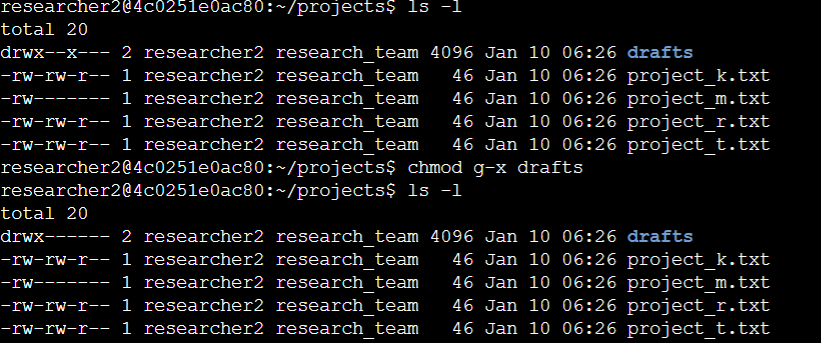 researcher2@4c0251e0ac80:~/projects$ ls -l
total 20
drwx--x--- 2 researcher2 research_team 4096 Jan 10 06:26 drafts
-rw-rw-r-- 1 researcher2 research_team   46 Jan 10 06:26 project_k.txt
-rw------- 1 researcher2 research_team   46 Jan 10 06:26 project_m.txt
-rw-rw-r-- 1 researcher2 research_team   46 Jan 10 06:26 project_r.txt
-rw-rw-r-- 1 researcher2 research_team   46 Jan 10 06:26 project_t.txt
researcher2@4c0251e0ac80:~/projects$ chmod g-x drafts
researcher2@4c0251e0ac80:~/projects$ ls -l
total 20
drwx------ 2 researcher2 research_team 4096 Jan 10 06:26 drafts
-rw-rw-r-- 1 researcher2 research_team   46 Jan 10 06:26 project_k.txt
-rw------- 1 researcher2 research_team   46 Jan 10 06:26 project_m.txt
-rw-rw-r-- 1 researcher2 research_team   46 Jan 10 06:26 project_r.txt
-rw-rw-r-- 1 researcher2 research_team   46 Jan 10 06:26 project_t.txt